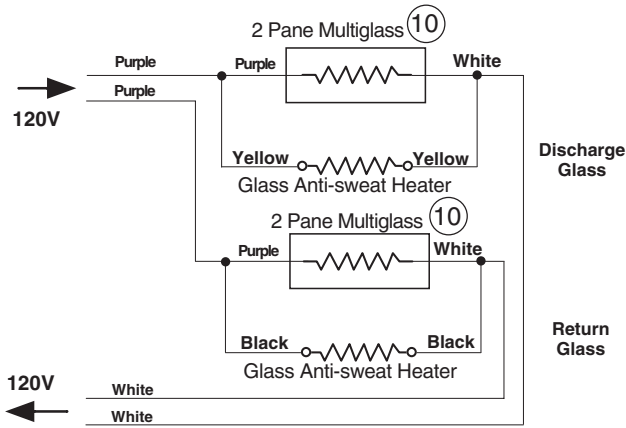 2 Pane Multiglass 10
Purple
Purple
White
Purple
120V
Yellow
Yellow
Glass Anti-sweat Heater
Discharge
Glass
2 Pane Multiglass 10
Purple
White
Black
Black
Glass Anti-sweat Heater
Return
Glass
120V
White
White